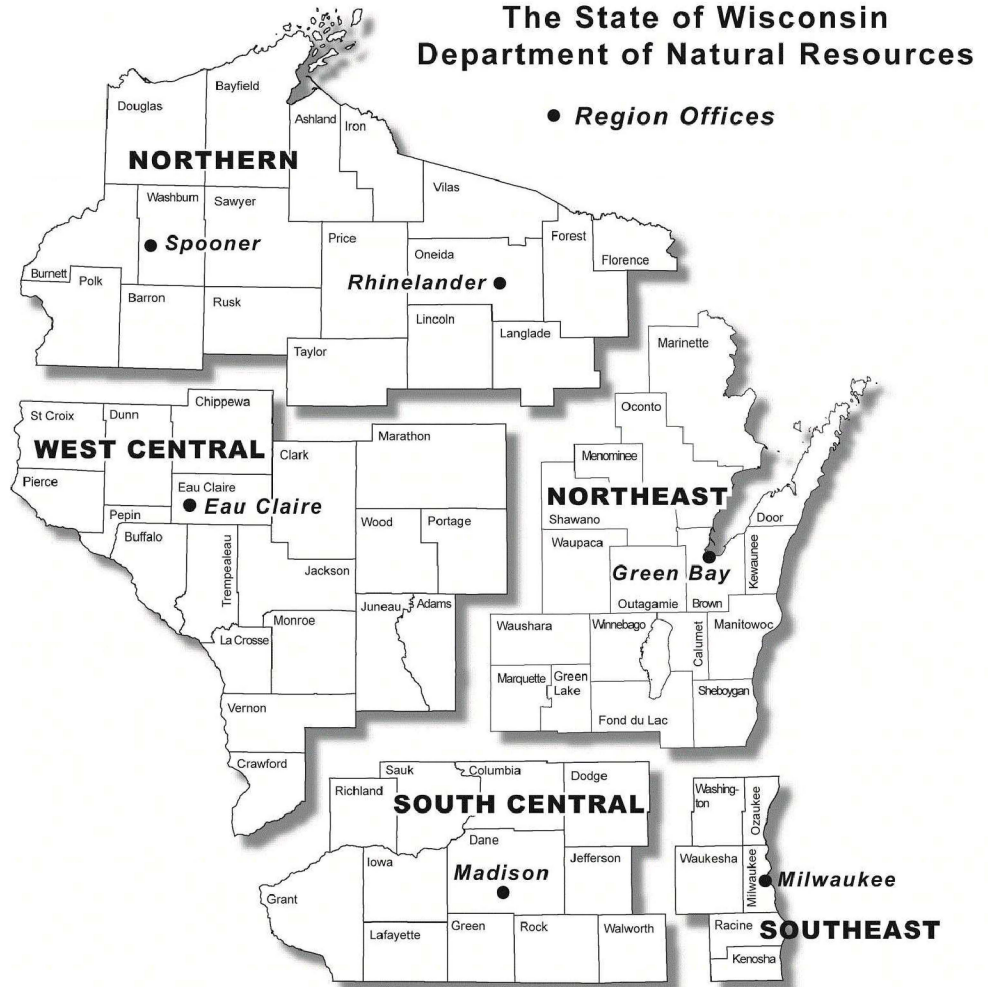 The State of Wisconsin
Department of Natural Resources
Region Offices
Bayfield
Douglas
Ashland
Iron
NORTHERN
Vilas
Washburn
Sawyer
Spooner
Price
Forest
Oneida
Florence
Burnett
Polk
Rhinelander
Barron
Rusk
Lincoln
Langlade
Taylor
Marinette
Chippewa
St Croix
Dunn
Oconto
WEST CENTRAL
Marathon
Clark
Menominee
Pierce
Eau Claire
Eau Claire
NORTHEAST
Pepin
Wood
Portage
Shawano
Door
Buffalo
Waupaca
Trempealeau
Kewaunee
Jackson
Green Bay
Juneau
Adams
Outagamie
Brown
Monroe
Waushara
Winnebago
Calumet
Manitowoc
La Crosse
Marquette
Green
Lake
Sheboygan
Vernon
Fond du Lac
Crawford
Sauk
Columbia
Dodge
Richland
SOUTH CENTRAL
Washing-
ton
Ozaukee
Dane
Iowa
Jefferson
Waukesha
Milwaukee
Madison
Milwaukee
Grant
Lafayette
Green
Rock
Walworth
Racine
SOUTHEAST
Kenosha